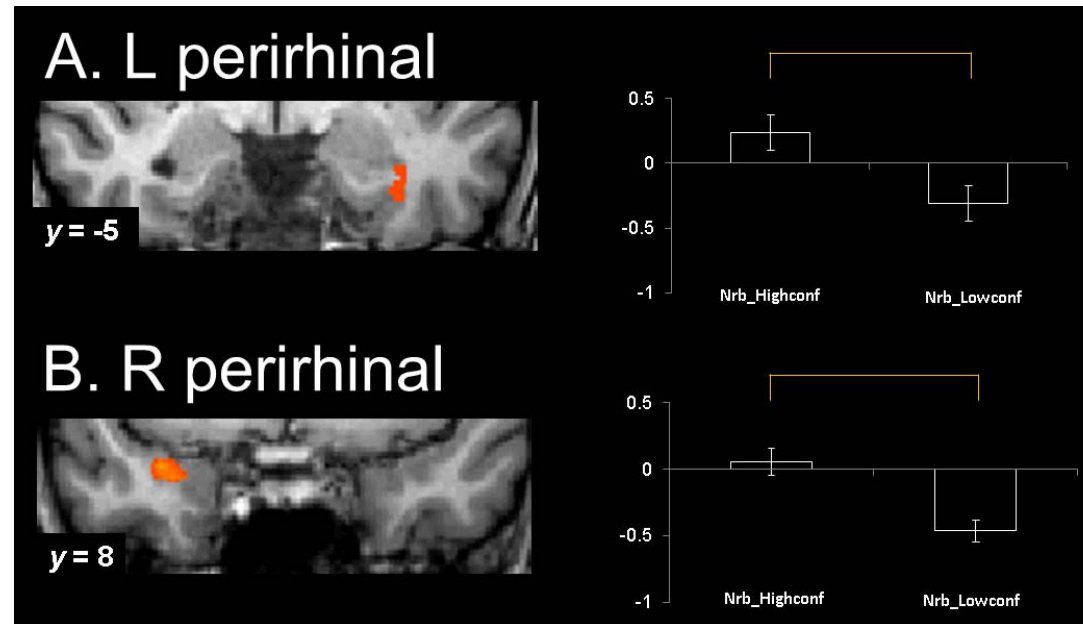 A. L perirhinal
y = -5
0.5
0
-0.5
-1
Nrb_Highconf
Nrb_Lowconf
B. R perirhinal
y = 8
0.5
0
-0.5
-1
Nrb_Highconf
Nrb_Lowconf